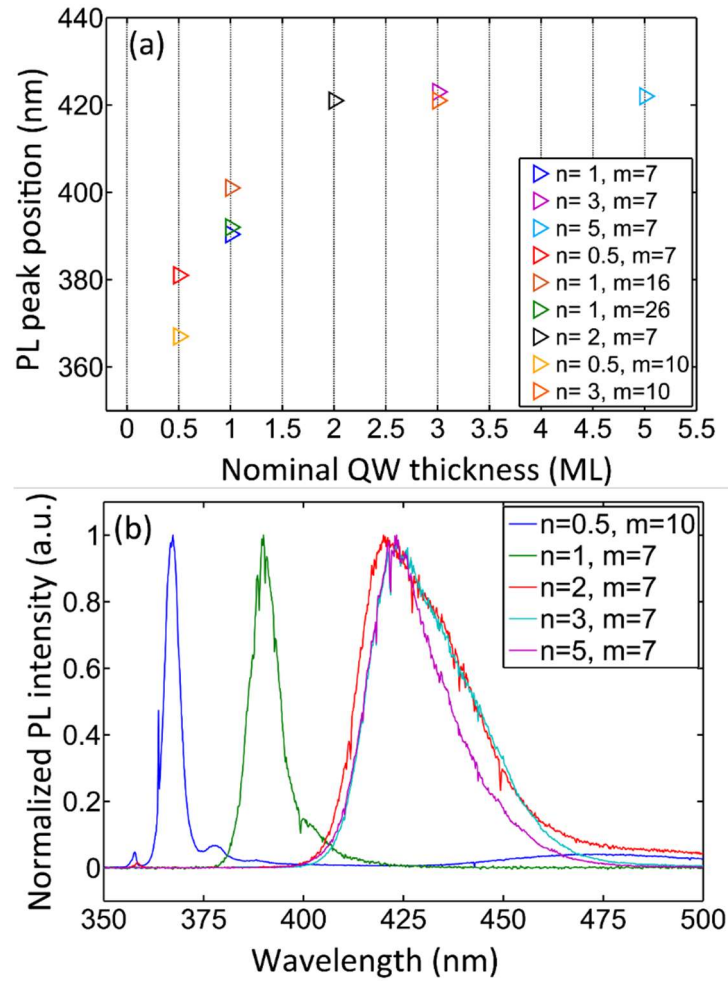 (a)
PL peak position (nm)
440
420
400
380
360
0 0.5 1 1.5 2 2.5 3 3.5 4 4.5 5 5.5
Nominal QW thickness (ML)
n= 1, m=7
n= 3, m=7
n= 5, m=7
n= 0.5, m=7
n= 1, m=16
n= 1, m=26
n= 2, m=7
n= 0.5, m=10
n= 3, m=10
(b)
Normalized PL intensity (a.u.)
1
0.8
0.6
0.4
0.2
0
350 375 400 425 450 475 500
Wavelength (nm)
n=0.5, m=10
n=1, m=7
n=2, m=7
n=3, m=7
n=5, m=7